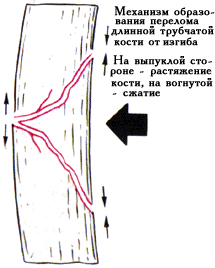 Механизм образо-
вания перелома
длинной трубчатой
кости от изгиба
На выпуклой сто-
роне - растяжение
кости, на вогнутой
- сжатие